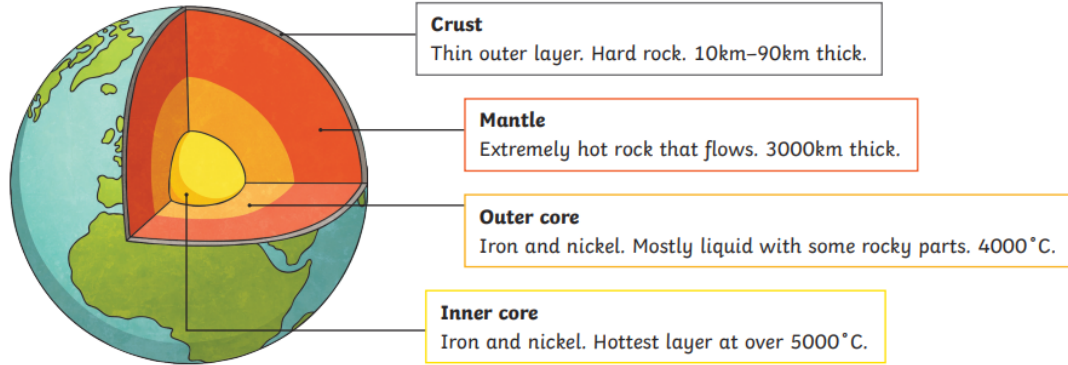 Crust
Thin outer layer. Hard rock. 10km–90km thick.
Mantle
Extremely hot rock that flows. 3000km thick.
Outer core
Iron and nickel. Mostly liquid with some rocky parts. 4000˚C.
Inner core
Iron and nickel. Hottest layer at over 5000˚C.